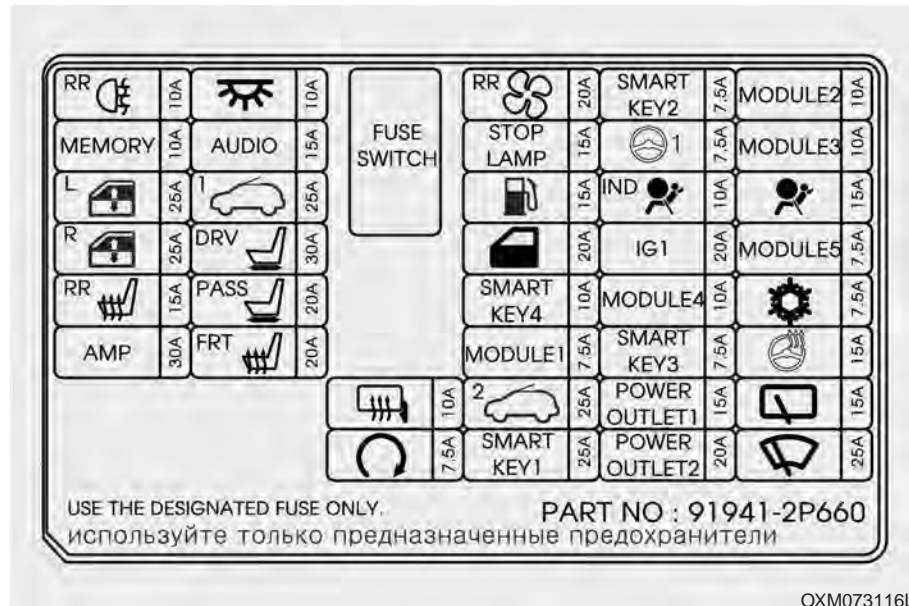 RR 10A 10A RR 20A SMART KEY2 7.5A MODULE2 10A
MEMORY 10A AUDIO 15A FUSE SWITCH STOP LAMP 15A 1 7.5A MODULE3 10A
L 25A 1 25A 15A IND 10A 15A
R 25A DRV 30A 20A IG1 20A MODULE5 7.5A
RR 15A PASS 20A SMART KEY4 10A MODULE4 10A 7.5A
AMP 30A FRT 20A MODULE1 7.5A SMART KEY3 7.5A 15A
10A 2 25A POWER OUTLET1 15A 15A
7.5A SMART KEY1 25A POWER OUTLET2 20A 25A
USE THE DESIGNATED FUSE ONLY. PART NO : 91941-2P660
используйте только предназначенные предохранители
OXM073116L